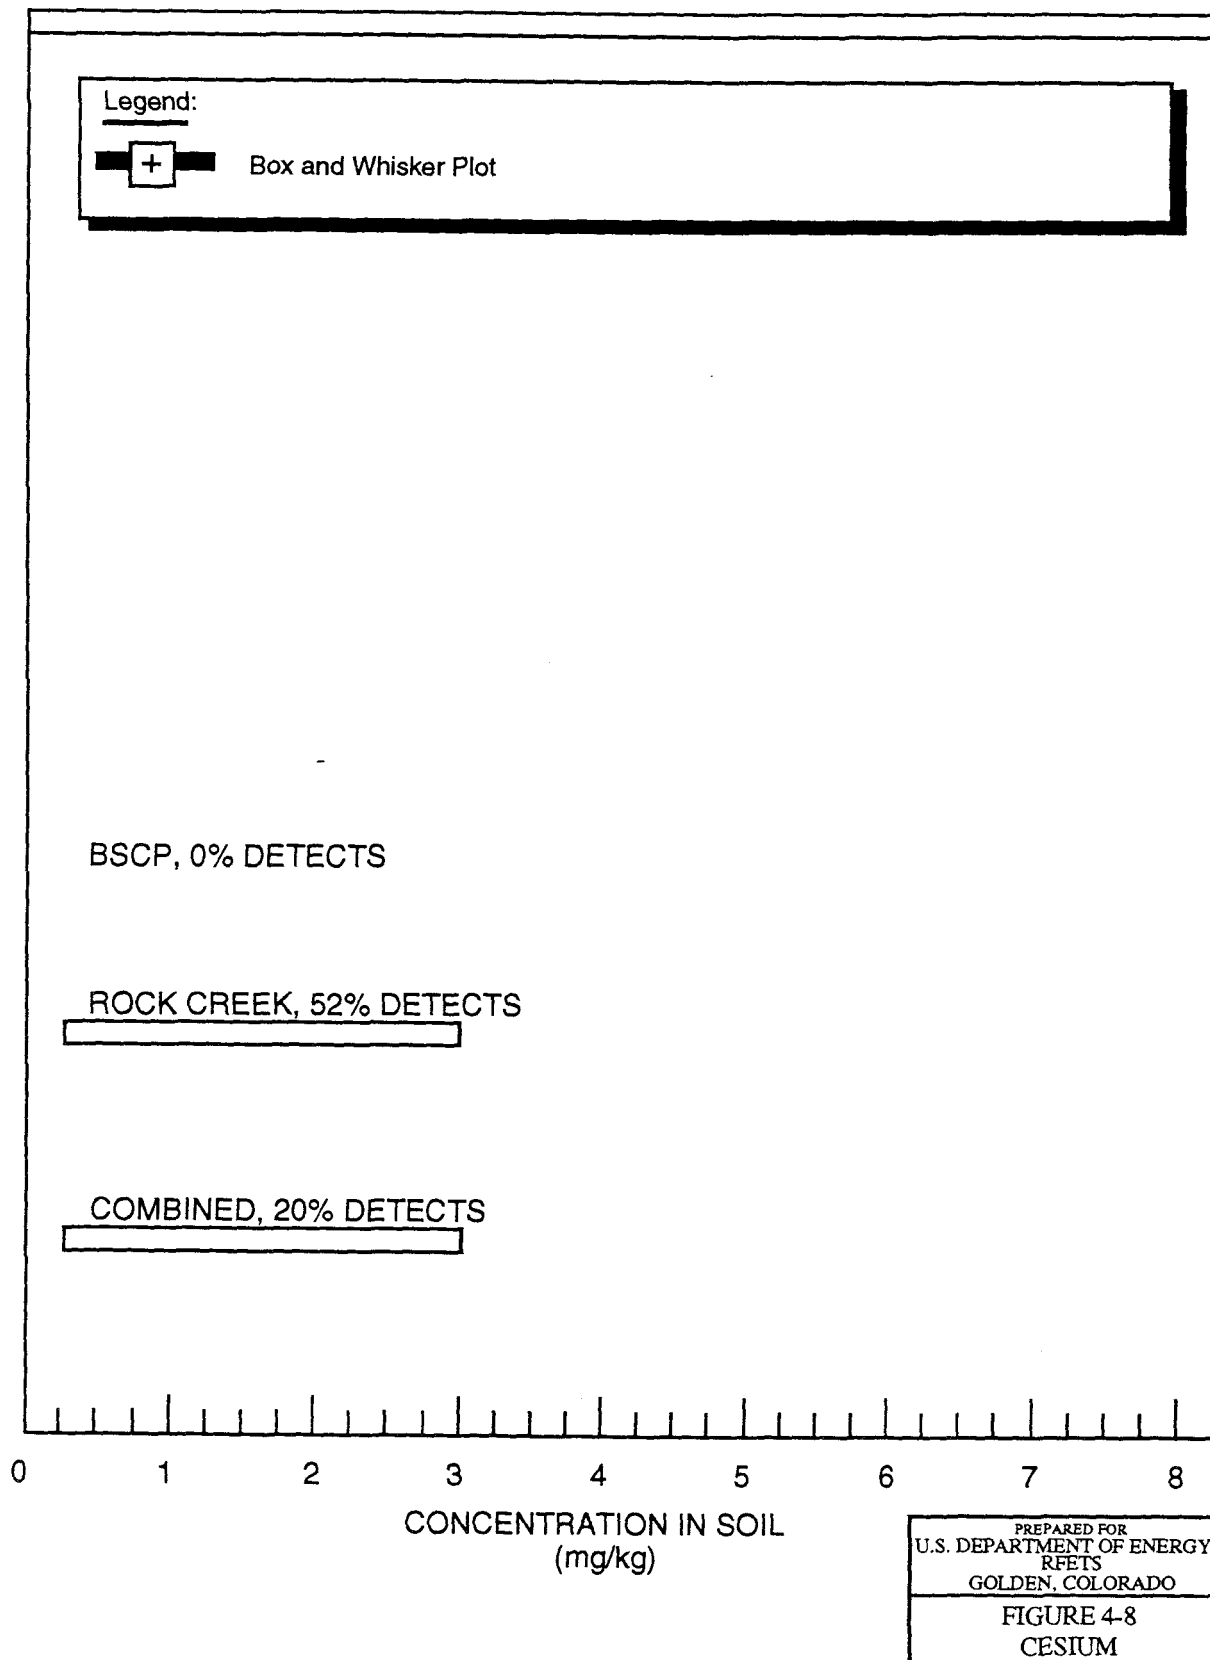 Legend:
+
Box and Whisker Plot
BSCP, 0% DETECTS
ROCK CREEK, 52% DETECTS
COMBINED, 20% DETECTS
0 1 2 3 4 5 6 7 8
CONCENTRATION IN SOIL
(mg/kg)
PREPARED FOR
U.S. DEPARTMENT OF ENERGY
RFETS
GOLDEN, COLORADO
FIGURE 4-8
CESIUM